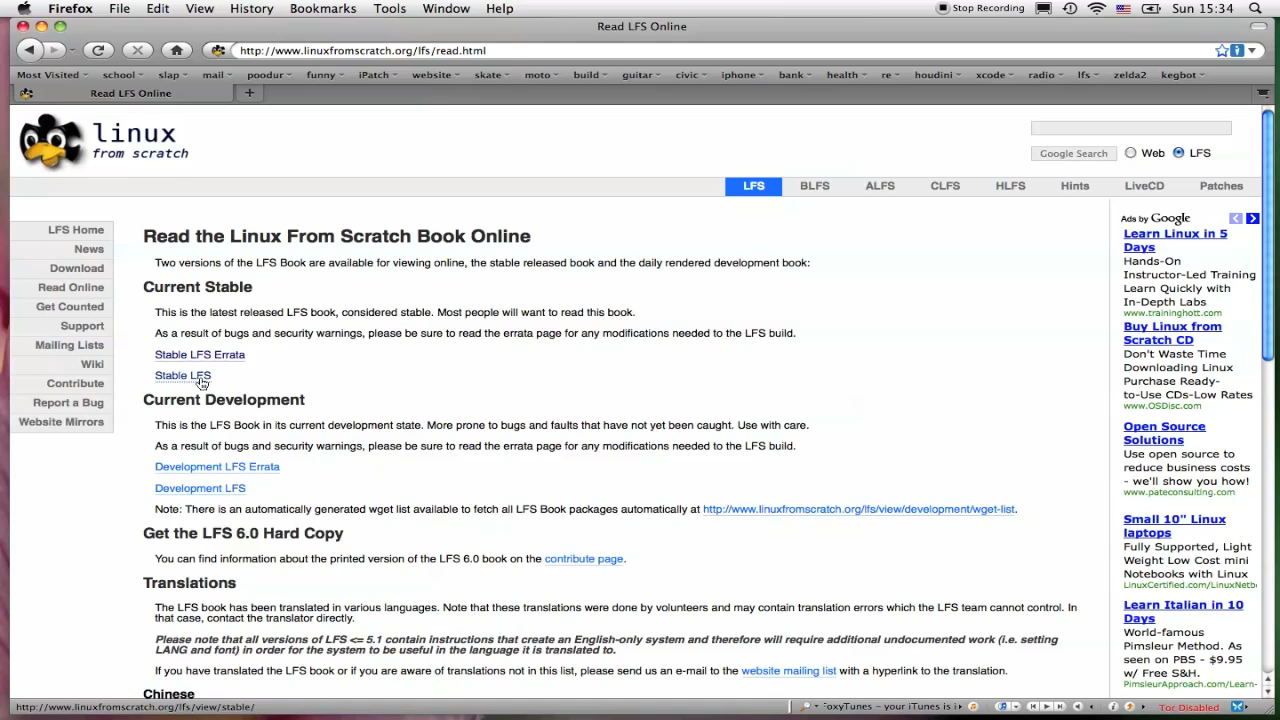 Firefox File Edit View History Bookmarks Tools Window Help Stop Recording Sun 15:34
Read LFS Online
http://www.linuxfromscratch.org/lfs/read.html
Most Visited school slap mail poodur funny iPatch website skate moto build guitar civic iphone bank health re houdini xcode radio lfs zelda2 kegbot
Read LFS Online +
linux
from scratch
Google Search Web LFS
LFS BLFS ALFS CLFS HLFS Hints LiveCD Patches
LFS Home
News
Download
Read Online
Get Counted
Support
Mailing Lists
Wiki
Contribute
Report a Bug
Website Mirrors
Read the Linux From Scratch Book Online
Two versions of the LFS Book are available for viewing online, the stable released book and the daily rendered development book:
Current Stable
This is the latest released LFS book, considered stable. Most people will want to read this book.
As a result of bugs and security warnings, please be sure to read the errata page for any modifications needed to the LFS build.
Stable LFS Errata
Stable LFS
Current Development
This is the LFS Book in its current development state. More prone to bugs and faults that have not yet been caught. Use with care.
As a result of bugs and security warnings, please be sure to read the errata page for any modifications needed to the LFS build.
Development LFS Errata
Development LFS
Note: There is an automatically generated wget list available to fetch all LFS Book packages automatically at http://www.linuxfromscratch.org/lfs/view/development/wget-list.
Get the LFS 6.0 Hard Copy
You can find information about the printed version of the LFS 6.0 book on the contribute page.
Translations
The LFS book has been translated in various languages. Note that these translations were done by volunteers and may contain translation errors which the LFS team cannot control. In
that case, contact the translator directly.
Please note that all versions of LFS <= 5.1 contain instructions that create an English-only system and therefore will require additional undocumented work (i.e. setting
LANG and font) in order for the system to be useful in the language it is translated to.
If you have translated the LFS book or if you are aware of translations not in this list, please send us an e-mail to the website mailing list with a hyperlink to the translation.
Chinese
Ads by Google
Learn Linux in 5
Days
Hands-On
Instructor-Led Training
Learn Quickly with
In-Depth Labs
www.traininghott.com
Buy Linux from
Scratch CD
Don't Waste Time
Downloading Linux
Purchase Ready-
to-Use CDs-Low Rates
www.OSDisc.com
Open Source
Solutions
Use open source to
reduce business costs
- we'll show you how!
www.pateconsulting.com
Small 10" Linux
laptops
Fully Supported, Light
Weight Low Cost mini
Notebooks with Linux
LinuxCertified.com/LinuxNetb
Learn Italian in 10
Days
World-famous
Pimsleur Method. As
seen on PBS - $9.95
w/ Free S&H.
PimsleurApproach.com/Learn-
http://www.linuxfromscratch.org/lfs/view/stable/ oxyTunes - your iTunes is i Tor Disabled